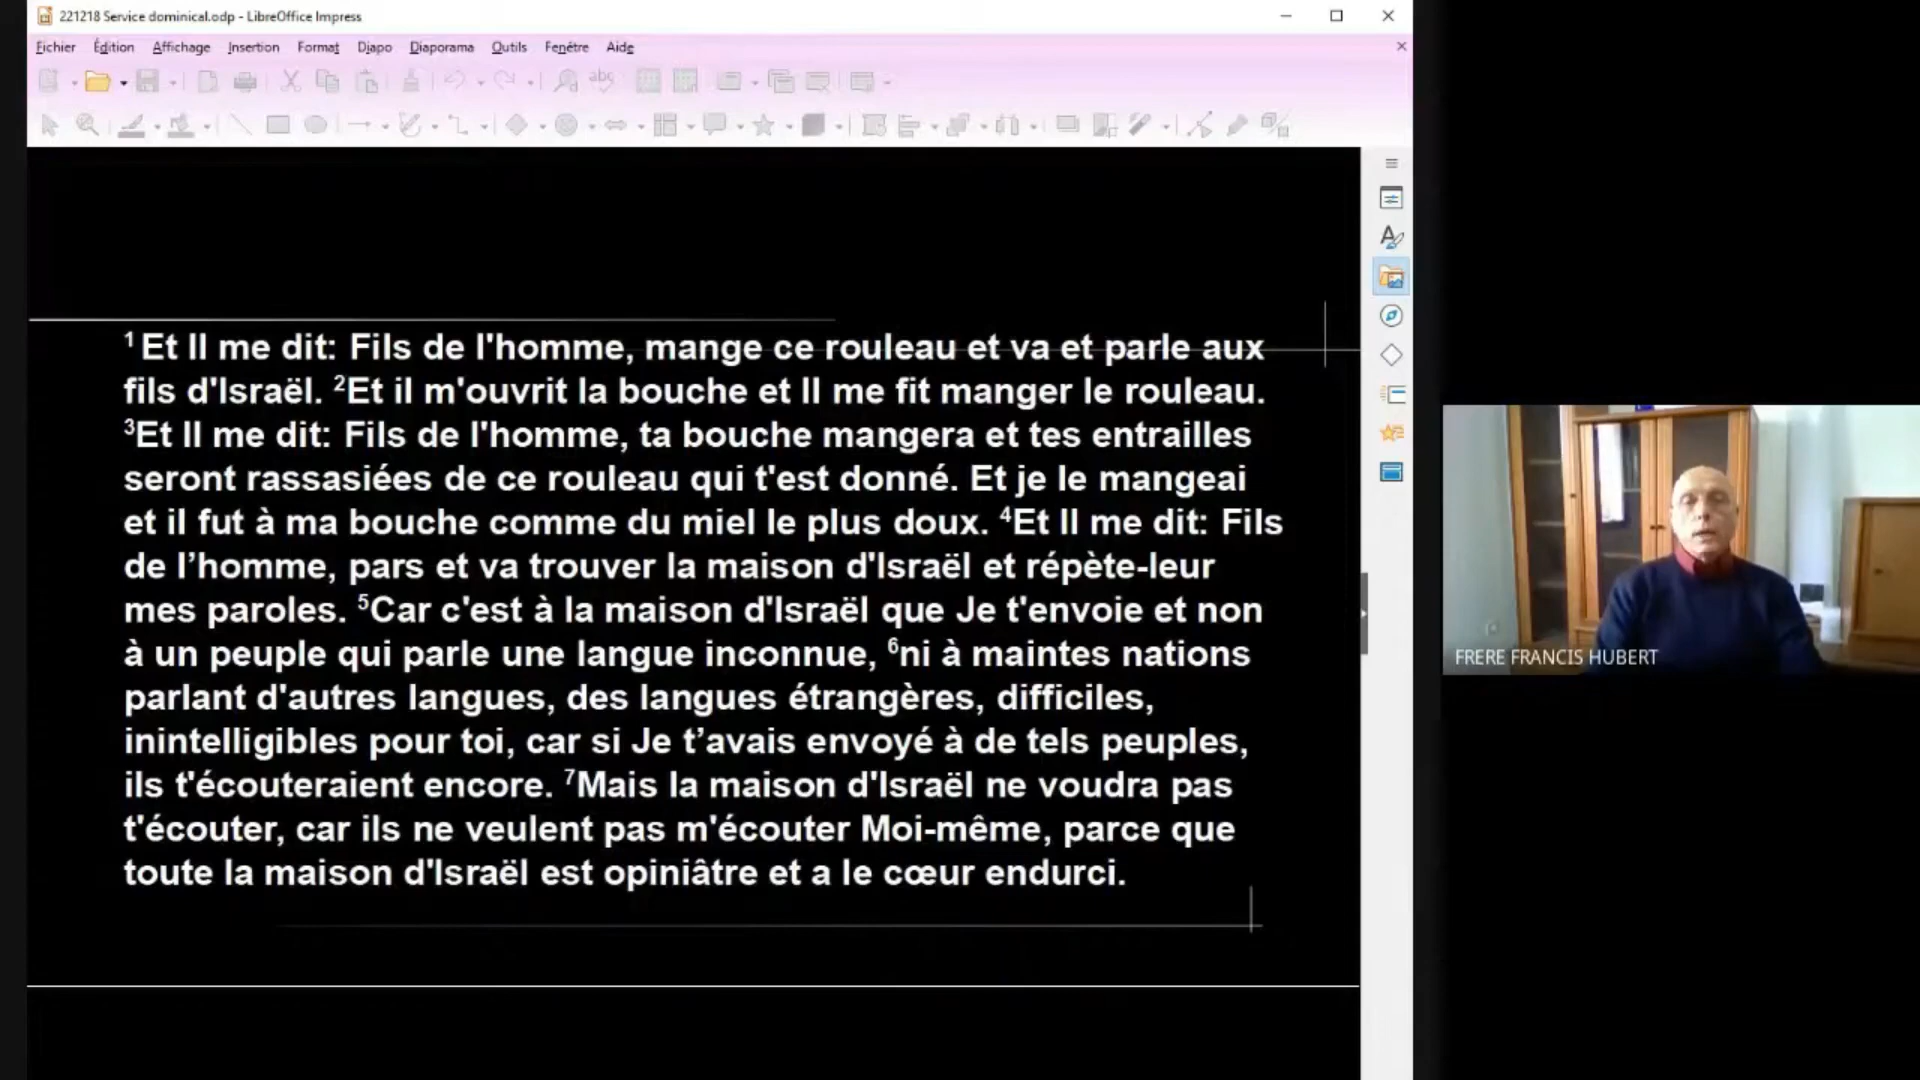 221218 Service dominical.odp - LibreOffice Impress
Fichier Édition Affichage Insertion Format Diapo Diaporama Outils Fenêtre Aide
abc
1 Et Il me dit: Fils de l'homme, mange ce rouleau et va et parle aux
fils d'Israël. 2Et il m'ouvrit la bouche et Il me fit manger le rouleau.
3Et Il me dit: Fils de l'homme, ta bouche mangera et tes entrailles
seront rassasiées de ce rouleau qui t'est donné. Et je le mangeai
et il fut à ma bouche comme du miel le plus doux. 4Et Il me dit: Fils
de l’homme, pars et va trouver la maison d'Israël et répète-leur
mes paroles. 5Car c'est à la maison d'Israël que Je t'envoie et non
à un peuple qui parle une langue inconnue, 6ni à maintes nations
parlant d'autres langues, des langues étrangères, difficiles,
inintelligibles pour toi, car si Je t’avais envoyé à de tels peuples,
ils t'écouteraient encore. 7Mais la maison d'Israël ne voudra pas
t'écouter, car ils ne veulent pas m'écouter Moi-même, parce que
toute la maison d'Israël est opiniâtre et a le cœur endurci.
FRERE FRANCIS HUBERT